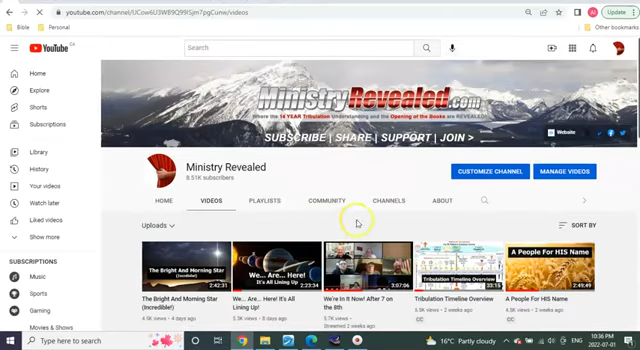 youtube.com/channel/UCow6U3WB9Q99ISjm7pgCunw/videos
Update
Bible
Personal
Other bookmarks
YouTube
CA
Search
Home
Explore
Shorts
Subscriptions
Library
History
Your videos
Watch later
Liked videos
Show more
SUBSCRIPTIONS
Music
Sports
Gaming
Movies & Shows
MinistryRevealed.com
Where the 14 YEAR Tribulation Understanding and the Opening of the Books are REVEALED!
SUBSCRIBE | SHARE | SUPPORT | JOIN >
Website
Ministry Revealed
8.51K subscribers
CUSTOMIZE CHANNEL
MANAGE VIDEOS
HOME
VIDEOS
PLAYLISTS
COMMUNITY
CHANNELS
ABOUT
Uploads
SORT BY
The Bright And Morning Star
(Incredible!)
2:42:31
We... Are... Here!
It's All Lining Up!
2:23:34
3:07:06
Tribulation Timeline Overview
33:15
A People For HIS Name
2:49:49
The Bright And Morning Star
(Incredible!)
4.5K views • 4 days ago
We... Are... Here! It's All
Lining Up!
5.3K views • 8 days ago
We're In It Now! After 7 on
the 8th
5.7K views •
Streamed 2 weeks ago
Tribulation Timeline Overview
2 weeks ago
CC
A People For HIS Name
2 weeks ago
CC
Type here to search
16°C Partly cloudy
10:36 PM
2022-07-01